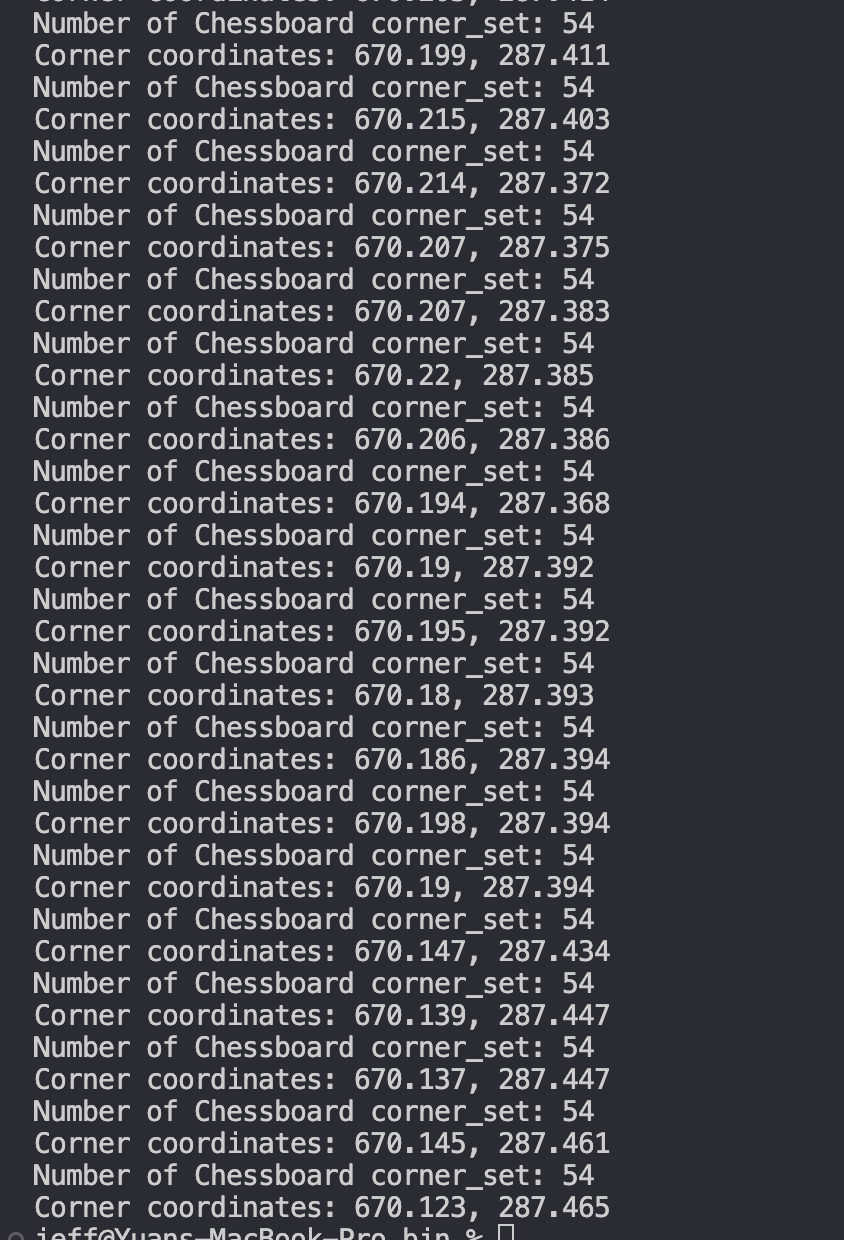 Number of Chessboard corner_set: 54
Corner coordinates: 670.199, 287.411
Number of Chessboard corner_set: 54
Corner coordinates: 670.215, 287.403
Number of Chessboard corner_set: 54
Corner coordinates: 670.214, 287.372
Number of Chessboard corner_set: 54
Corner coordinates: 670.207, 287.375
Number of Chessboard corner_set: 54
Corner coordinates: 670.207, 287.383
Number of Chessboard corner_set: 54
Corner coordinates: 670.22, 287.385
Number of Chessboard corner_set: 54
Corner coordinates: 670.206, 287.386
Number of Chessboard corner_set: 54
Corner coordinates: 670.194, 287.368
Number of Chessboard corner_set: 54
Corner coordinates: 670.19, 287.392
Number of Chessboard corner_set: 54
Corner coordinates: 670.195, 287.392
Number of Chessboard corner_set: 54
Corner coordinates: 670.18, 287.393
Number of Chessboard corner_set: 54
Corner coordinates: 670.186, 287.394
Number of Chessboard corner_set: 54
Corner coordinates: 670.198, 287.394
Number of Chessboard corner_set: 54
Corner coordinates: 670.19, 287.394
Number of Chessboard corner_set: 54
Corner coordinates: 670.147, 287.434
Number of Chessboard corner_set: 54
Corner coordinates: 670.139, 287.447
Number of Chessboard corner_set: 54
Corner coordinates: 670.137, 287.447
Number of Chessboard corner_set: 54
Corner coordinates: 670.145, 287.461
Number of Chessboard corner_set: 54
Corner coordinates: 670.123, 287.465
jeff@Yuans-MacBook-Pro bin %